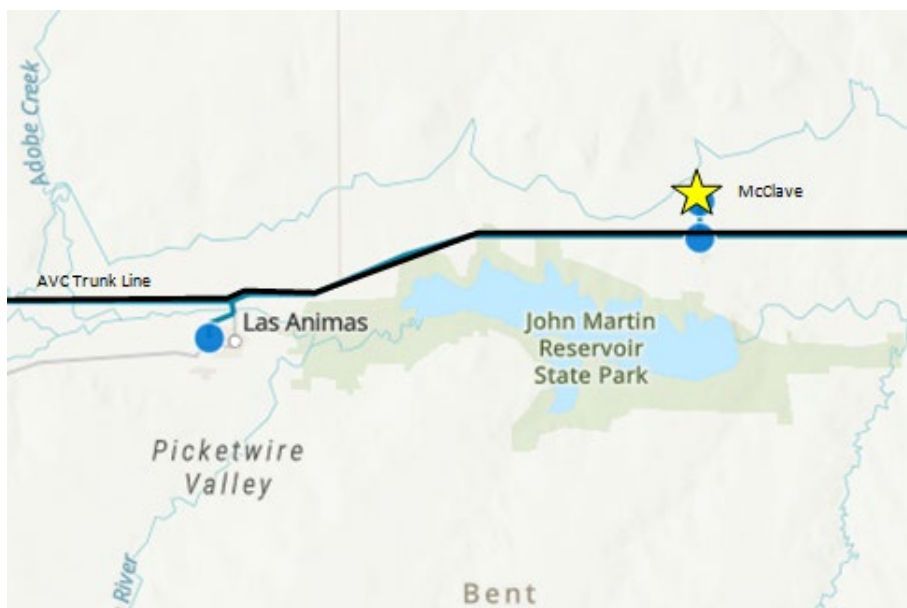 Adobe Creek
McClave
AVC Trunk Line
Las Animas
John Martin
Reservoir
State Park
Picketwire
Valley
River
Bent